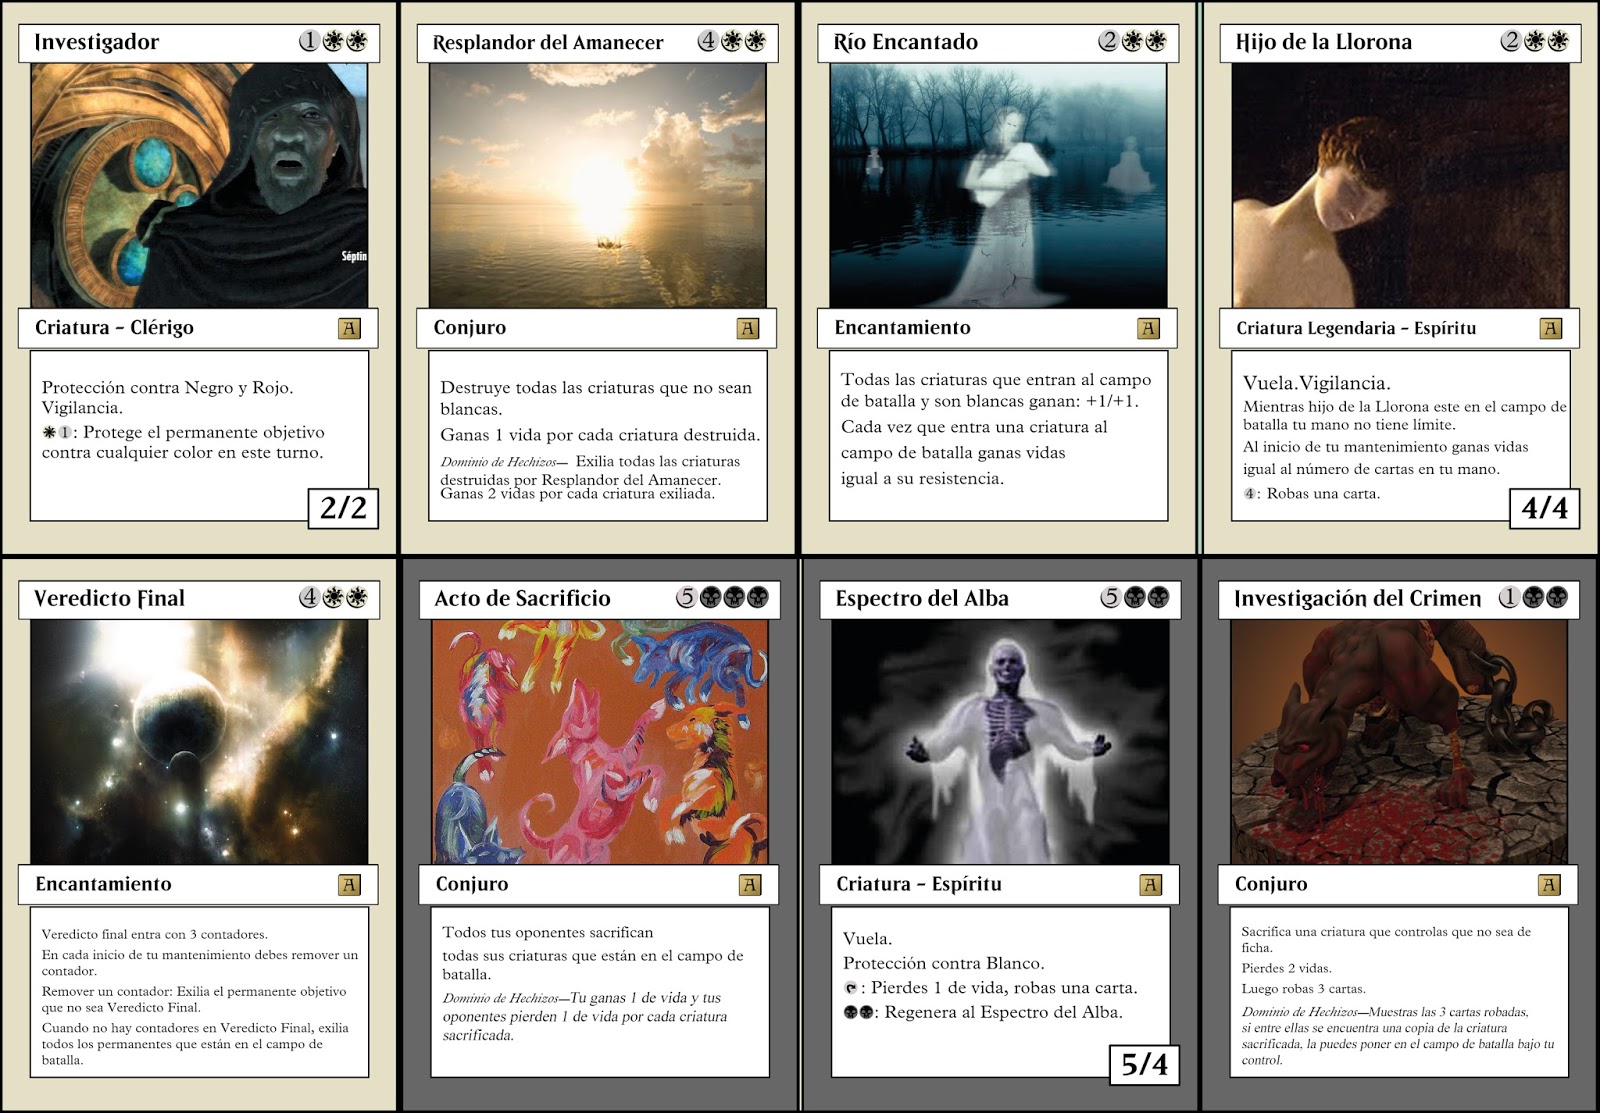 Investigador 1
Séptin
Criatura - Clérigo A
Protección contra Negro y Rojo.
Vigilancia.
1: Protege el permanente objetivo
contra cualquier color en este turno.
2/2
Resplandor del Amanecer 4
Conjuro A
Destruye todas las criaturas que no sean
blancas.
Ganas 1 vida por cada criatura destruida.
Dominio de Hechizos— Exilia todas las criaturas
destruidas por Resplandor del Amanecer.
Ganas 2 vidas por cada criatura exiliada.
Río Encantado 2
Encantamiento A
Todas las criaturas que entran al campo
de batalla y son blancas ganan: +1/+1.
Cada vez que entra una criatura al
campo de batalla ganas vidas
igual a su resistencia.
Hijo de la Llorona 2
Criatura Legendaria - Espíritu A
Vuela.Vigilancia.
Mientras hijo de la Llorona este en el campo de
batalla tu mano no tiene límite.
Al inicio de tu mantenimiento ganas vidas
igual al número de cartas en tu mano.
4: Robas una carta.
4/4
Veredicto Final 4
Encantamiento A
Veredicto final entra con 3 contadores.
En cada inicio de tu mantenimiento debes remover un
contador.
Remover un contador: Exilia el permanente objetivo
que no sea Veredicto Final.
Cuando no hay contadores en Veredicto Final, exilia
todos los permanentes que están en el campo de
batalla.
Acto de Sacrificio 5
Conjuro A
Todos tus oponentes sacrifican
todas sus criaturas que están en el campo de
batalla.
Dominio de Hechizos—Tu ganas 1 de vida y tus
oponentes pierden 1 de vida por cada criatura
sacrificada.
Espectro del Alba 5
Criatura - Espíritu A
Vuela.
Protección contra Blanco.
: Pierdes 1 de vida, robas una carta.
: Regenera al Espectro del Alba.
5/4
Investigación del Crimen 1
Conjuro A
Sacrifica una criatura que controlas que no sea de
ficha.
Pierdes 2 vidas.
Luego robas 3 cartas.
Dominio de Hechizos—Muestras las 3 cartas robadas,
si entre ellas se encuentra una copia de la criatura
sacrificada, la puedes poner en el campo de batalla bajo tu
control.